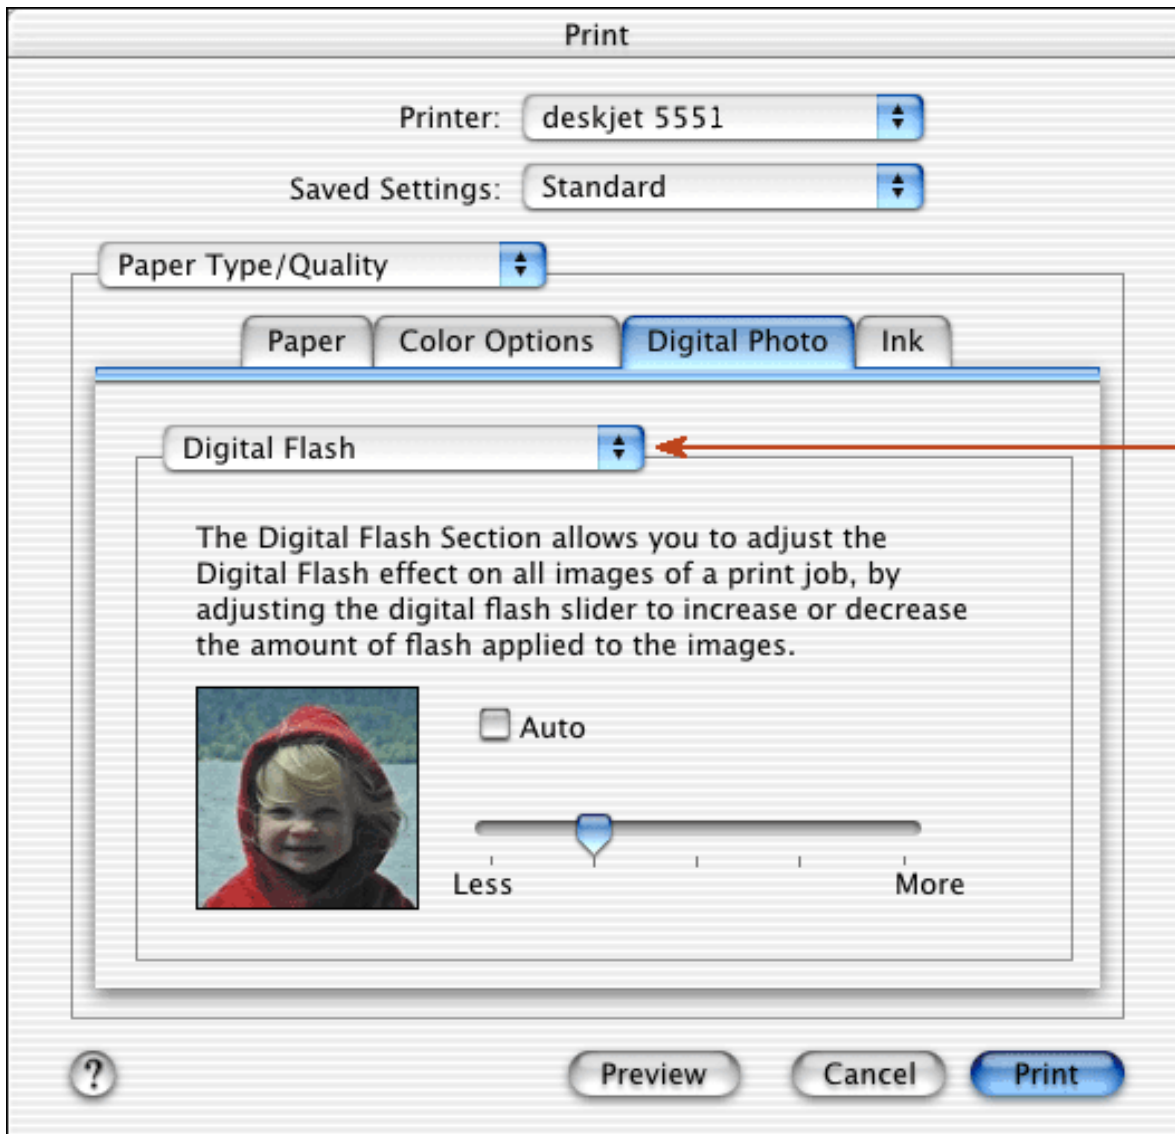 Print
Printer: deskjet 5551
Saved Settings: Standard
Paper Type/Quality
Paper Color Options Digital Photo Ink
Digital Flash
The Digital Flash Section allows you to adjust the
Digital Flash effect on all images of a print job, by
adjusting the digital flash slider to increase or decrease
the amount of flash applied to the images.
Auto
Less More
? Preview Cancel Print